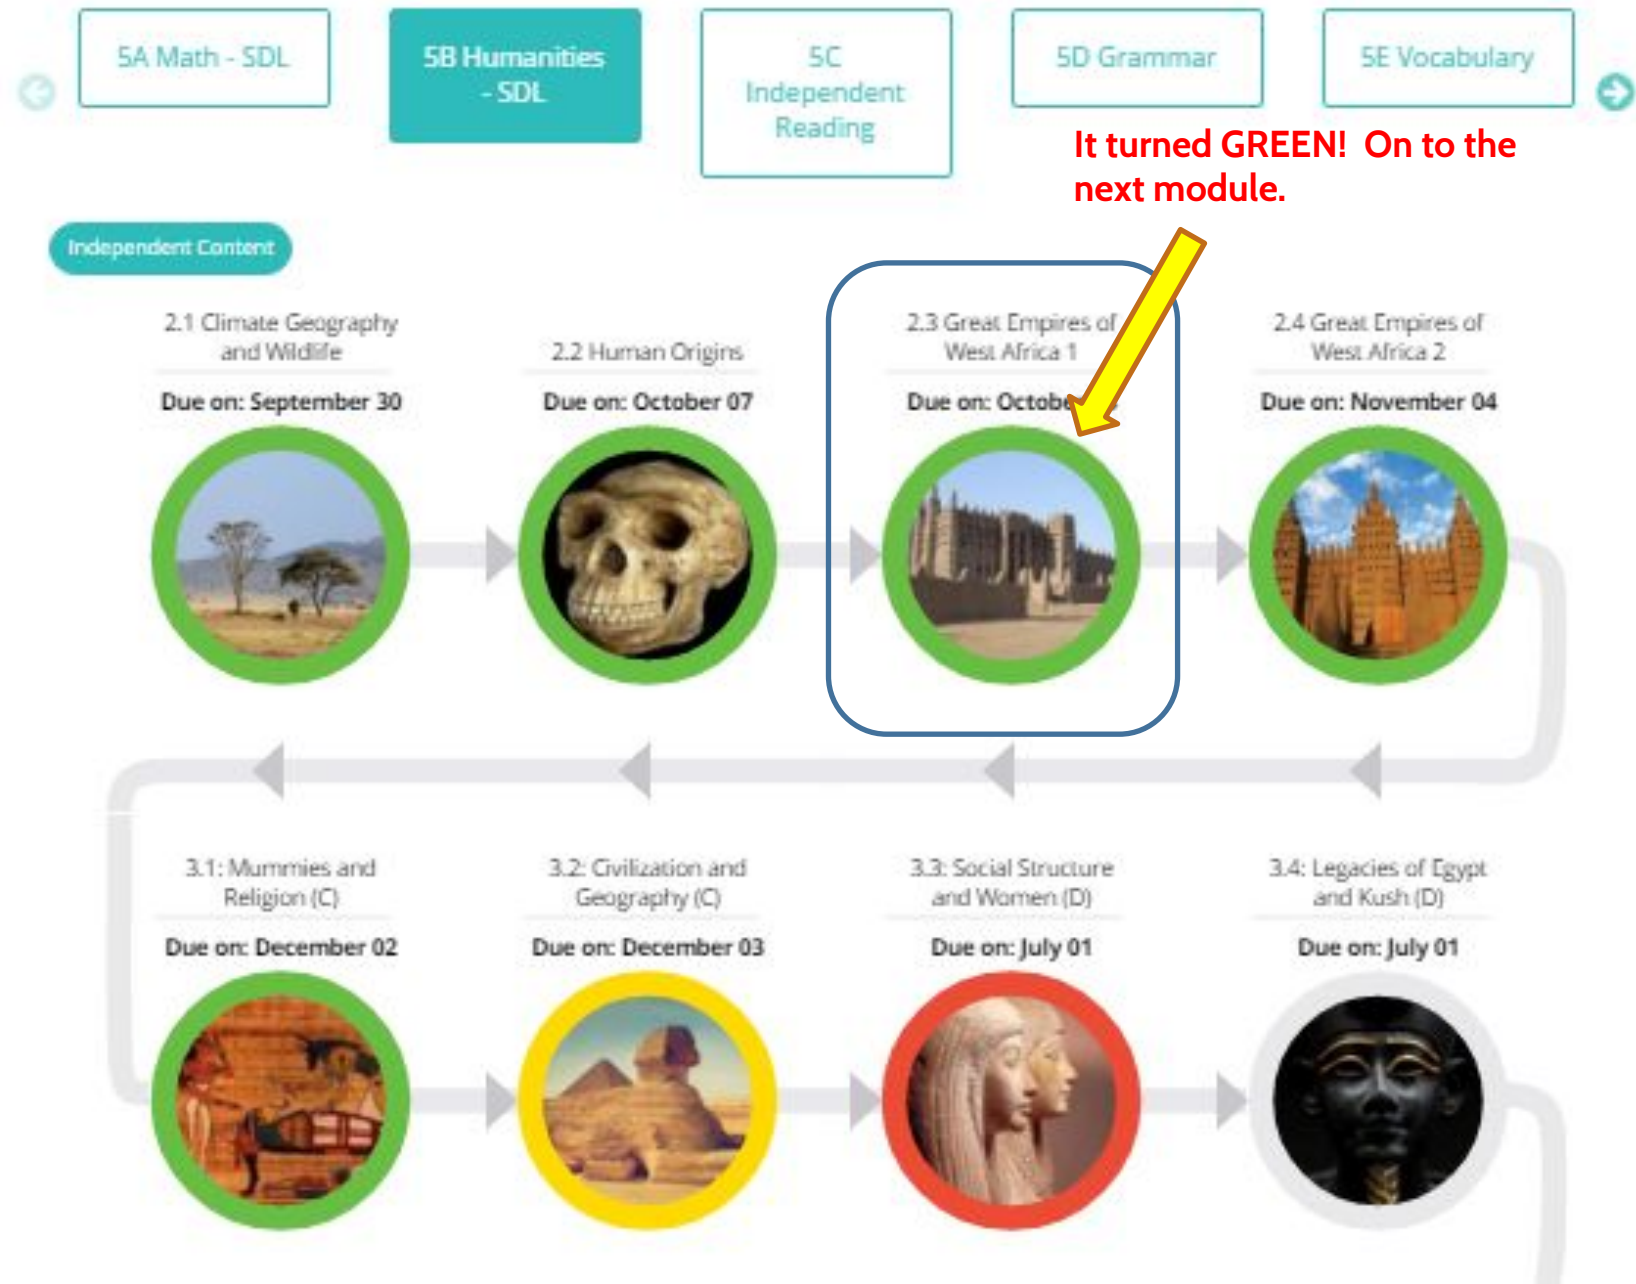 5A Math - SDL
5B Humanities
- SDL
5C
Independent
Reading
5D Grammar
5E Vocabulary
It turned GREEN! On to the
next module.
Independent Content
2.1 Climate Geography
and Wildlife
Due on: September 30
2.2 Human Origins
Due on: October 07
2.3 Great Empires of
West Africa 1
Due on:
2.4 Great Empires of
West Africa 2
Due on: November 04
3.1: Mummies and
Religion (C)
Due on: December 02
3.2: Civilization and
Geography (C)
Due on: December 03
3.3: Social Structure
and Women (D)
Due on: July 01
3.4: Legacies of Egypt
and Kush (D)
Due on: July 01